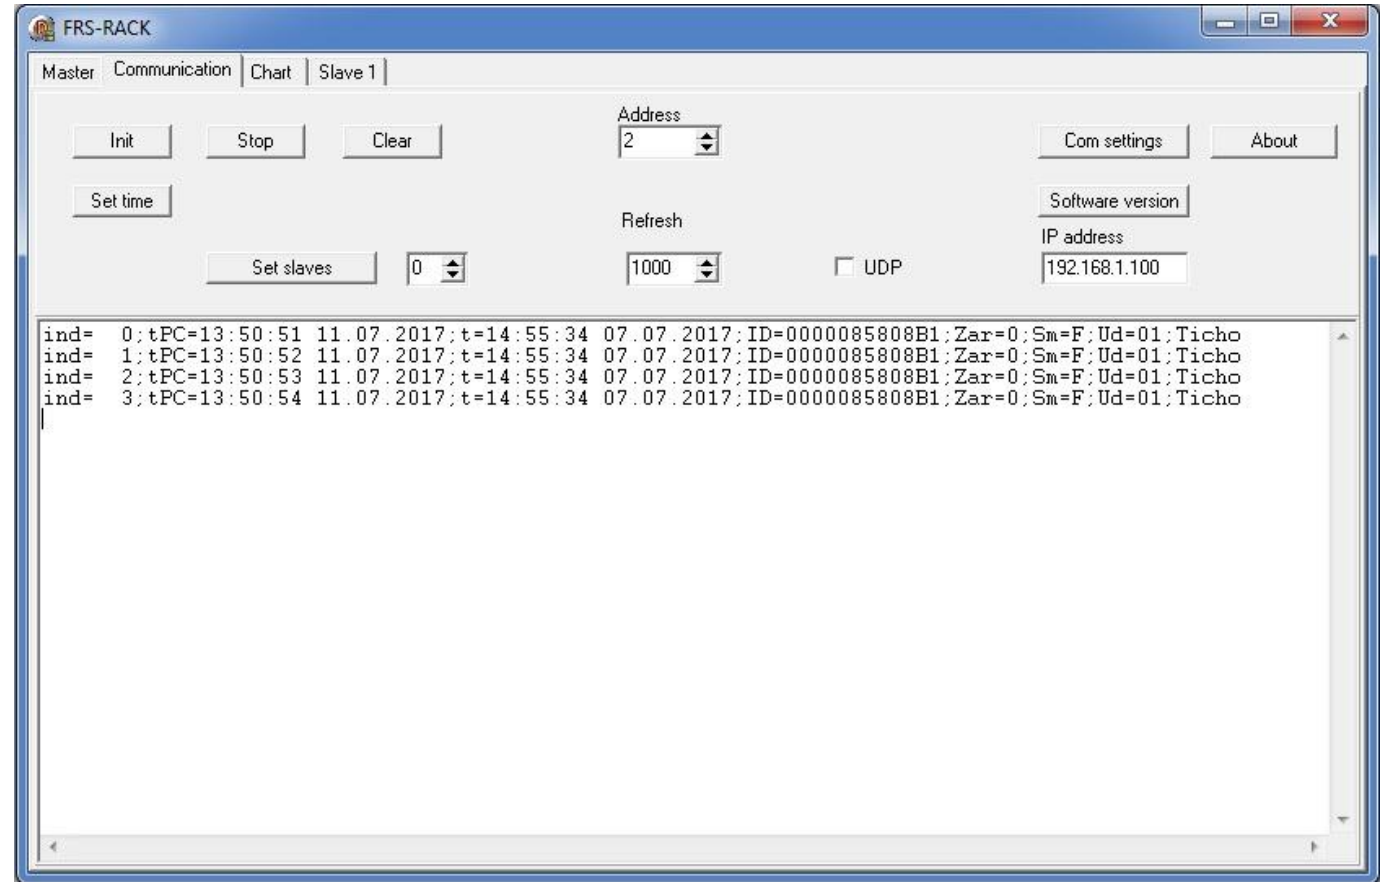 FRS-RACK
Master Communication Chart Slave 1
Address
Init Stop Clear 2 Com settings About
Set time Software version
Refresh
IP address
Set slaves 0 1000 UDP 192.168.1.100
ind=  0;tPC=13:50:51 11.07.2017;t=14:55:34 07.07.2017;ID=0000085808B1;Zar=0;Sm=F;Ud=01;Ticho
ind=  1;tPC=13:50:52 11.07.2017;t=14:55:34 07.07.2017;ID=0000085808B1;Zar=0;Sm=F;Ud=01;Ticho
ind=  2;tPC=13:50:53 11.07.2017;t=14:55:34 07.07.2017;ID=0000085808B1;Zar=0;Sm=F;Ud=01;Ticho
ind=  3;tPC=13:50:54 11.07.2017;t=14:55:34 07.07.2017;ID=0000085808B1;Zar=0;Sm=F;Ud=01;Ticho